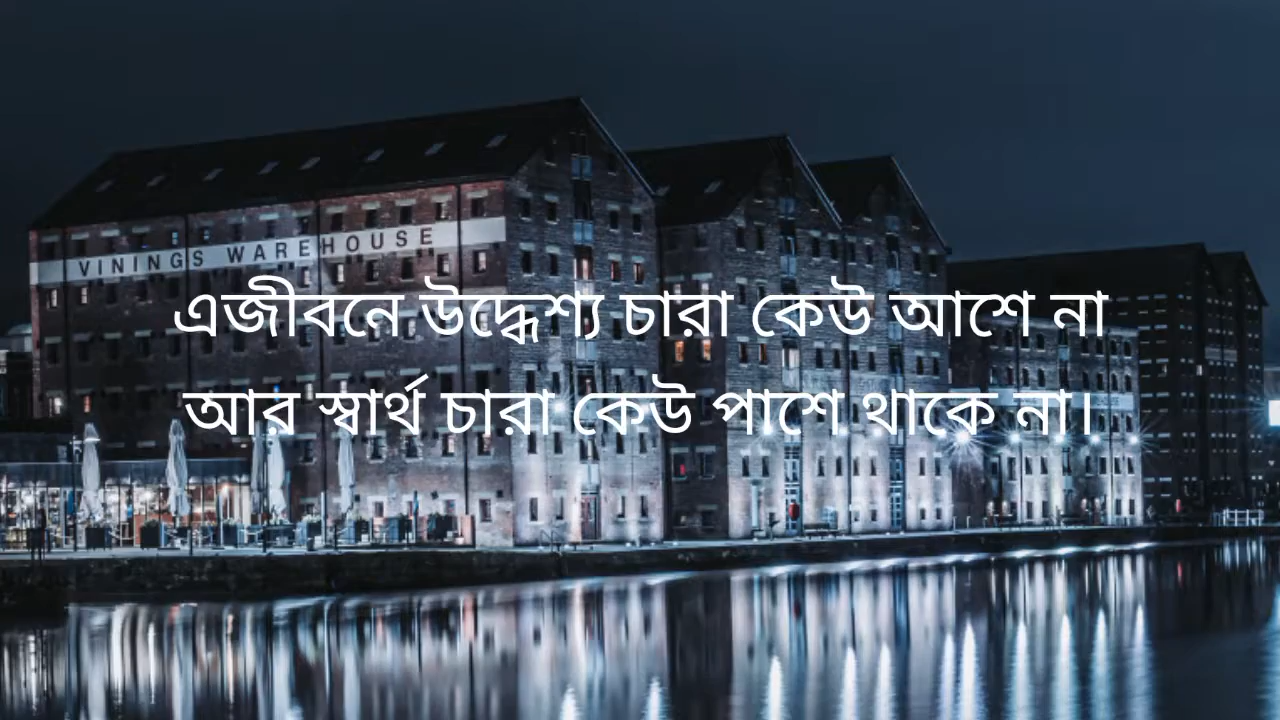 VININGS WAREHOUSE
এজীবনে উদ্ধেশ্য চারা কেউ আশে না
আর স্বার্থ চারা কেউ পাশে থাকে না।